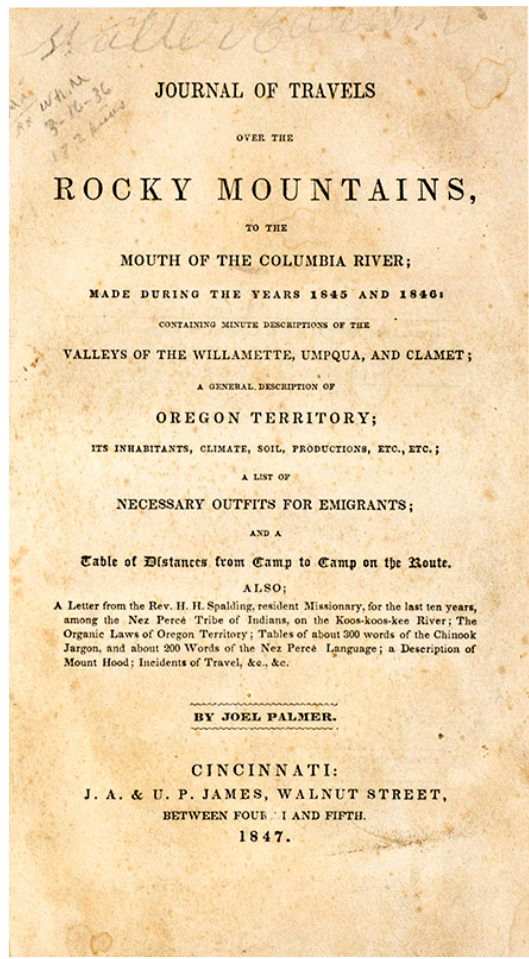 Walter Carson
3-16-36
JOURNAL OF TRAVELS
OVER THE
ROCKY MOUNTAINS,
TO THE
MOUTH OF THE COLUMBIA RIVER;
MADE DURING THE YEARS 1845 AND 1846:
CONTAINING MINUTE DESCRIPTIONS OF THE
VALLEYS OF THE WILLAMETTE, UMPQUA, AND CLAMET;
A GENERAL DESCRIPTION OF
OREGON TERRITORY;
ITS INHABITANTS, CLIMATE, SOIL, PRODUCTIONS, ETC., ETC.;
A LIST OF
NECESSARY OUTFITS FOR EMIGRANTS;
AND A
Table of Distances from Camp to Camp on the Route.
ALSO;
A Letter from the Rev. H. H. Spalding, resident Missionary, for the last ten years,
among the Nez Percé Tribe of Indians, on the Koos-koos-kee River; The
Organic Laws of Oregon Territory; Tables of about 300 words of the Chinook
Jargon, and about 200 Words of the Nez Percé Language; a Description of
Mount Hood; Incidents of Travel, &c., &c.
BY JOEL PALMER.
CINCINNATI:
J. A. & U. P. JAMES, WALNUT STREET,
BETWEEN AND FIFTH.
1847.